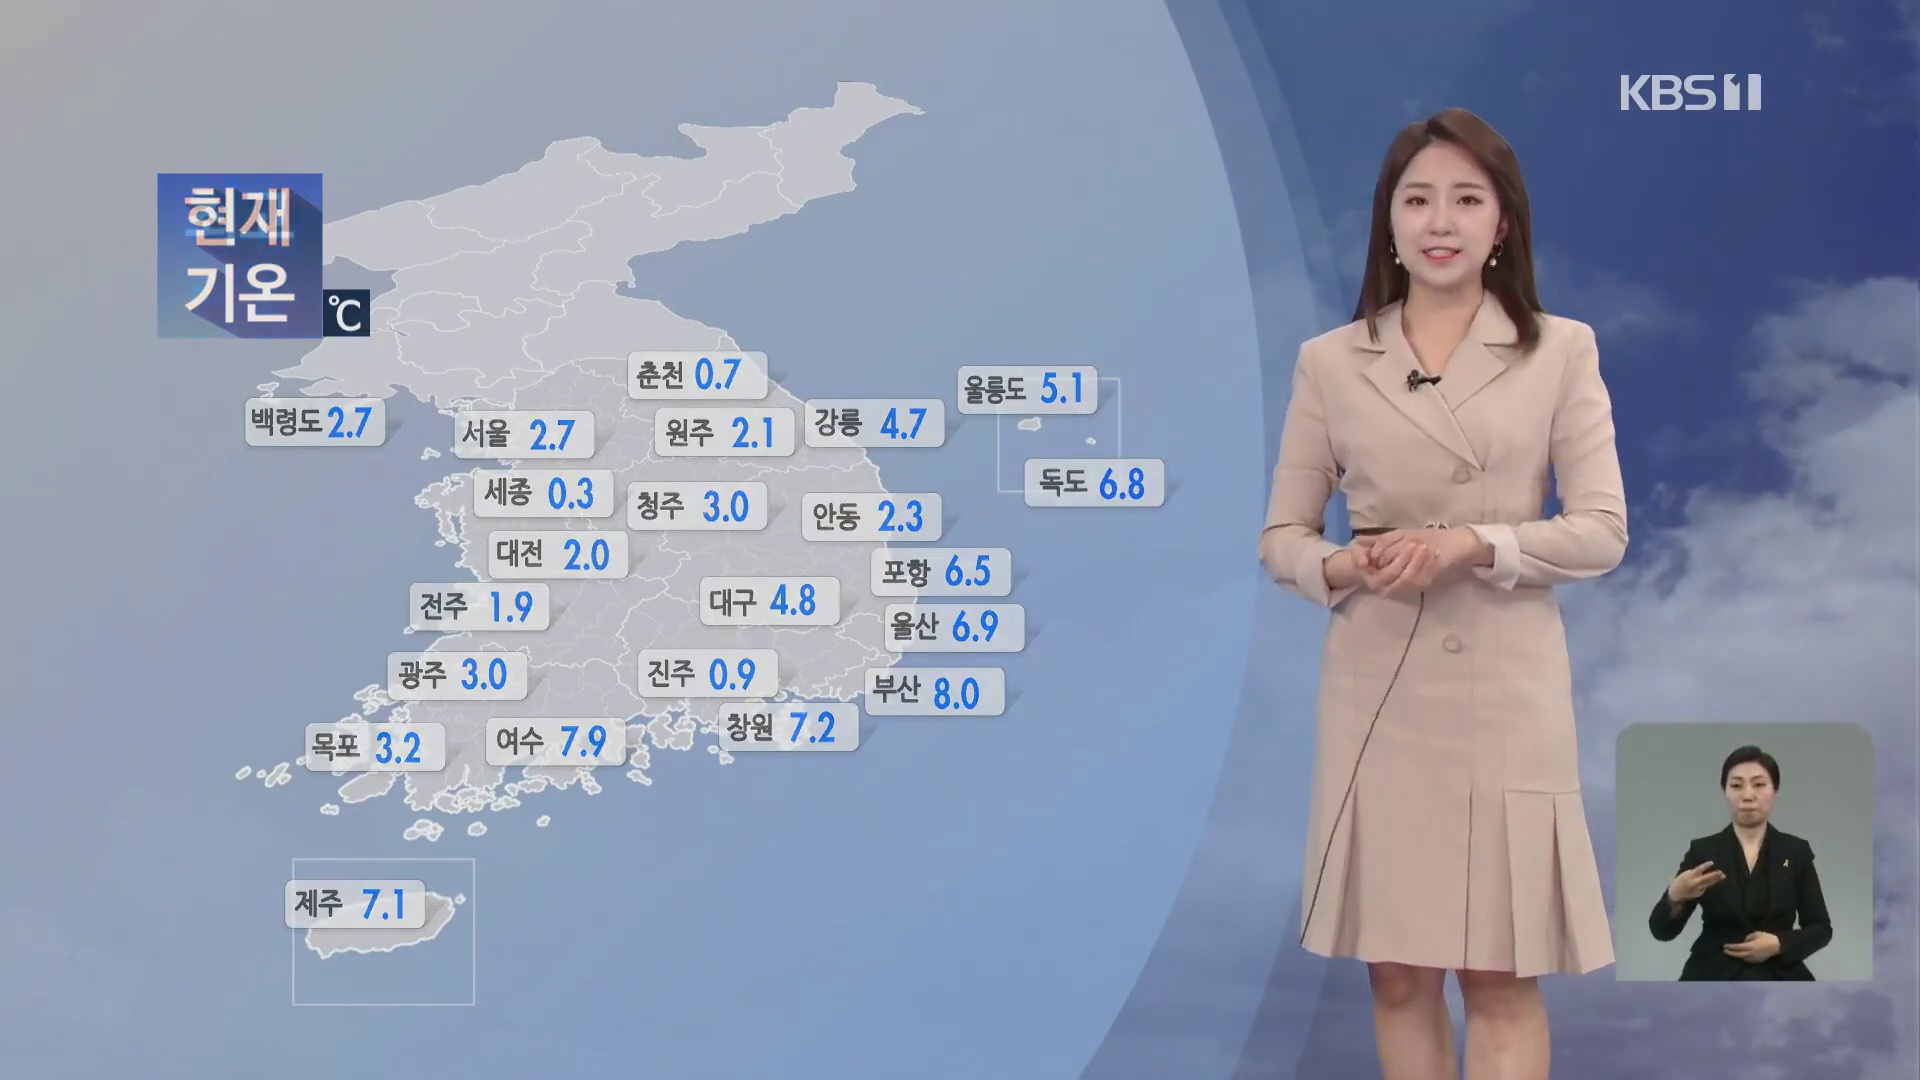 KBS 1
현재
기온
℃
춘천 0.7
울릉도 5.1
백령도 2.7
서울 2.7
원주 2.1
강릉 4.7
독도 6.8
세종 0.3
청주 3.0
안동 2.3
대전 2.0
포항 6.5
전주 1.9
대구 4.8
울산 6.9
광주 3.0
진주 0.9
부산 8.0
목포 3.2
여수 7.9
창원 7.2
제주 7.1